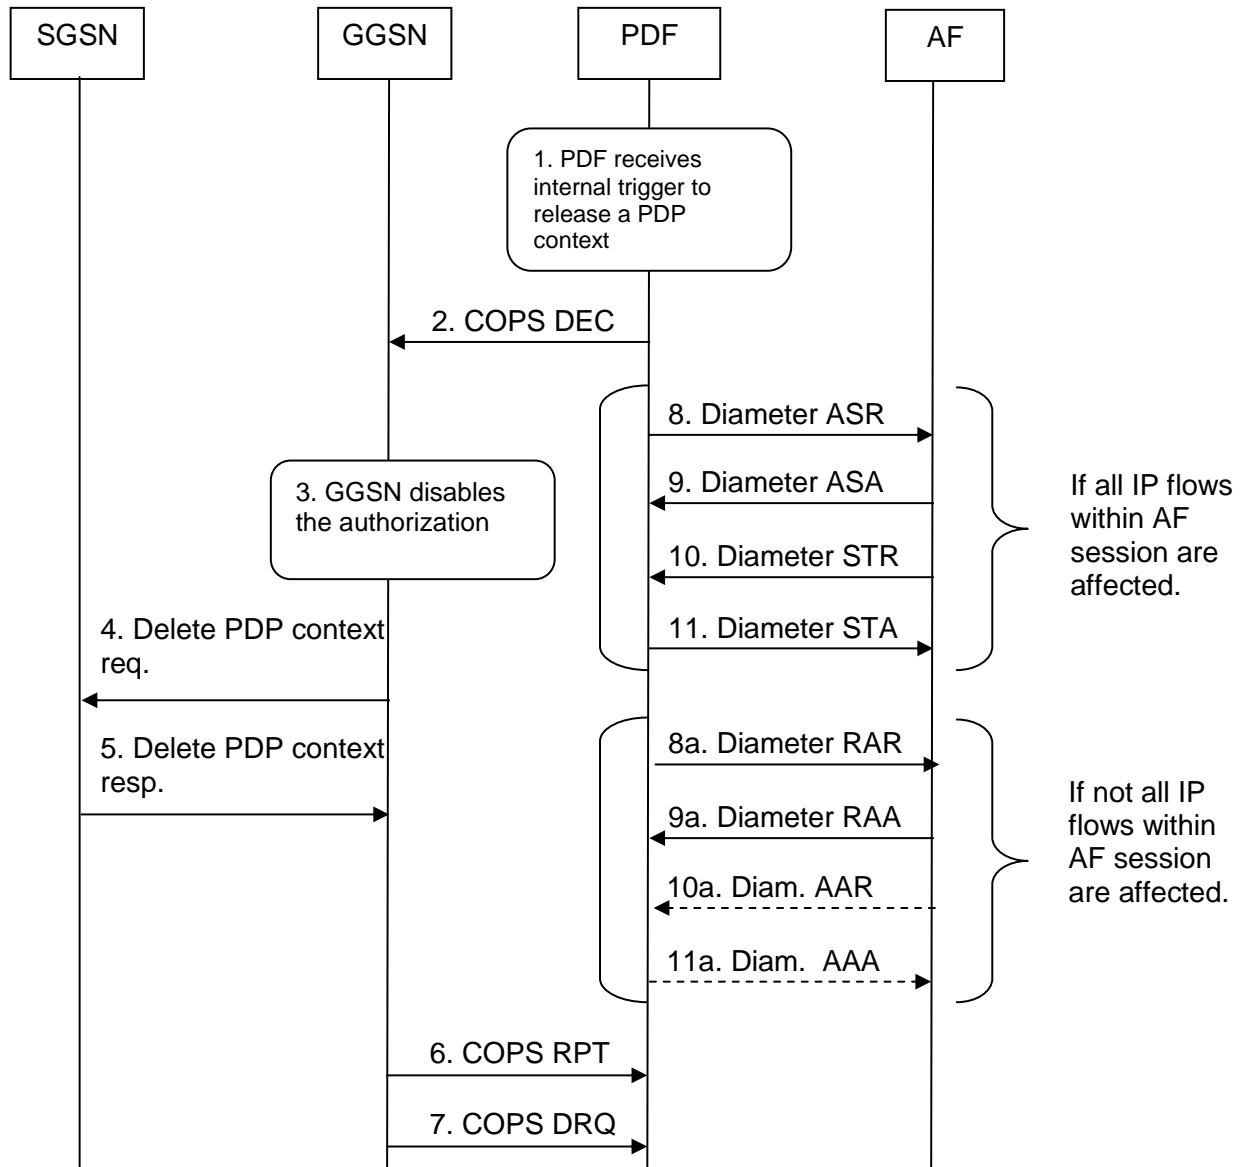 SGSN
GGSN
PDF
AF
1. PDF receives
internal trigger to
release a PDP
context
2. COPS DEC
8. Diameter ASR
3. GGSN disables
the authorization
9. Diameter ASA
If all IP flows
within AF
session are
affected.
10. Diameter STR
4. Delete PDP context
req.
11. Diameter STA
5. Delete PDP context
resp.
8a. Diameter RAR
9a. Diameter RAA
If not all IP
flows within
AF session
are affected.
10a. Diam. AAR
11a. Diam. AAA
6. COPS RPT
7. COPS DRQ